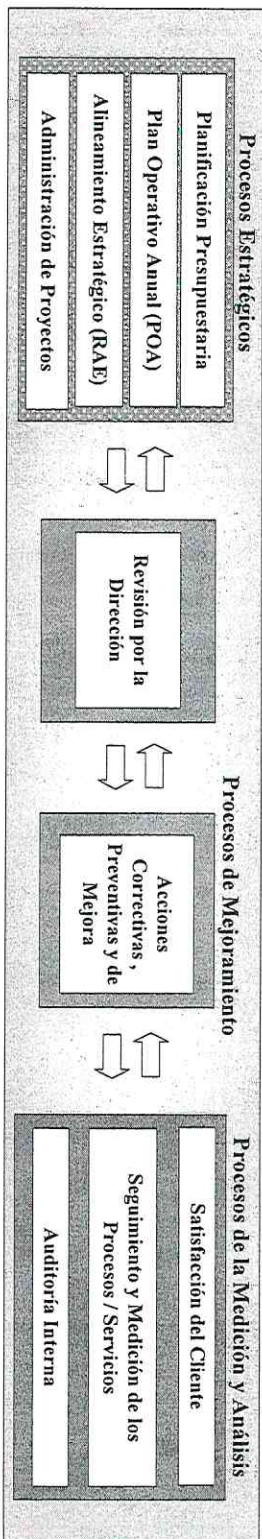 Procesos Estratégicos
Planificación Presupuestaria
Plan Operativo Anual (POA)
Alineamiento Estratégico (RAE)
Administración de Proyectos
Revisión por la
Dirección
Procesos de Mejoramiento
Acciones
Correctivas,
Preventivas y de
Mejora
Procesos de la Medición y Análisis
Satisfacción del Cliente
Seguimiento y Medición de los
Procesos / Servicios
Auditoría Interna